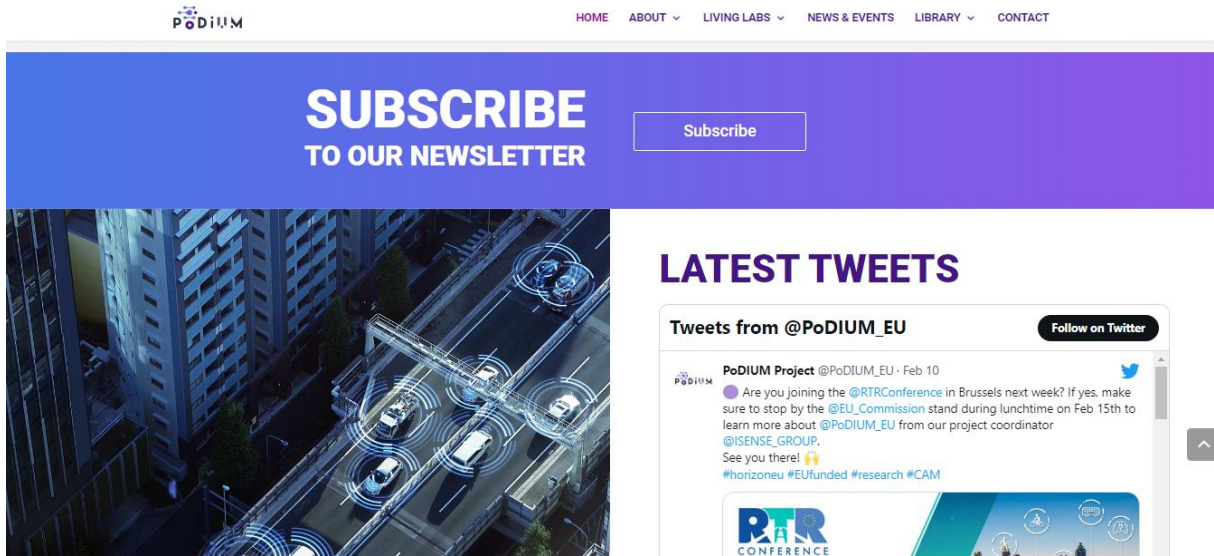 PoDIUM
HOME ABOUT LIVING LABS NEWS & EVENTS LIBRARY CONTACT
SUBSCRIBE
TO OUR NEWSLETTER
Subscribe
LATEST TWEETS
Tweets from @PoDIUM_EU
Follow on Twitter
PoDIUM
PoDIUM Project @PoDIUM_EU · Feb 10
Are you joining the @RTRConference in Brussels next week? If yes, make
sure to stop by the @EU_Commission stand during lunchtime on Feb 15th to
learn more about @PoDIUM_EU from our project coordinator
@ISENSE_GROUP.
See you there! 🙌
#horizoneu #EUfunded #research #CAM
RTR
CONFERENCE